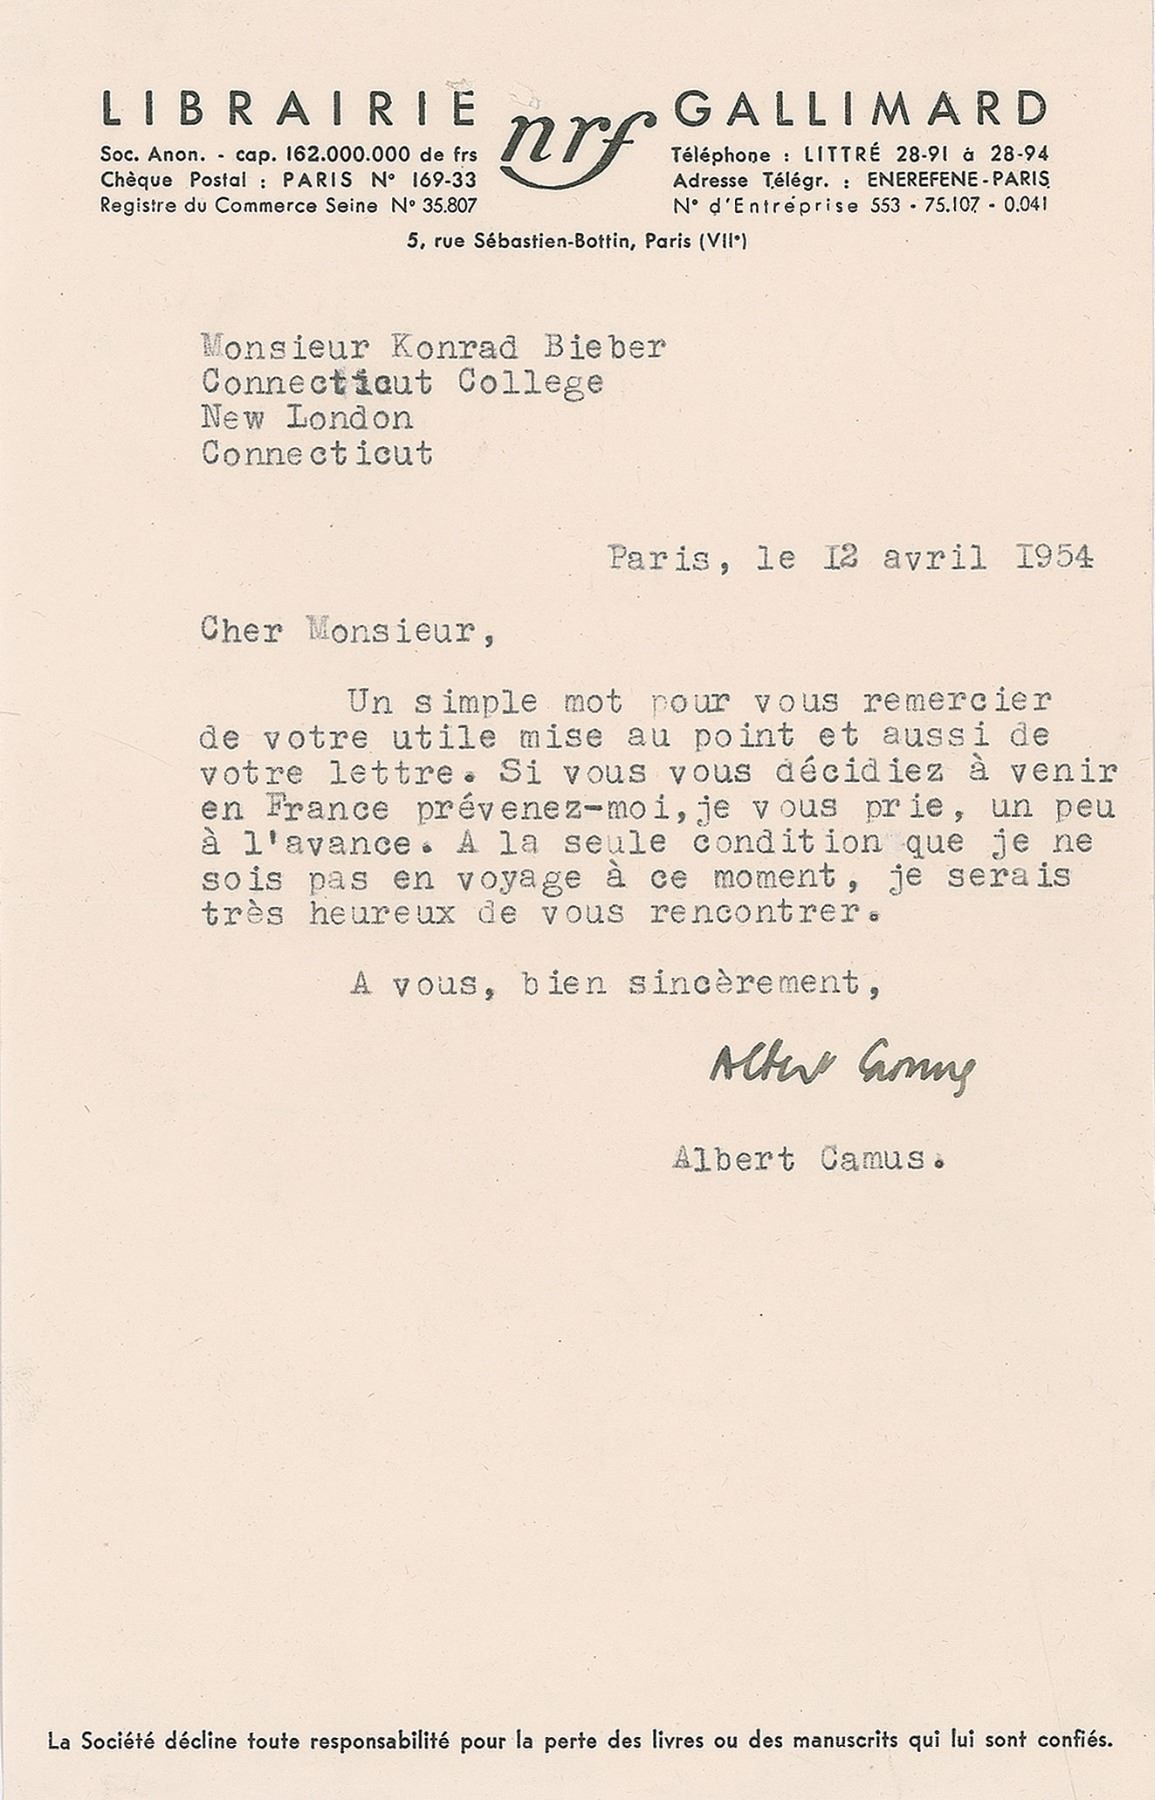 LIBRAIRIE nrf GALLIMARD
Soc. Anon. - cap. 162.000.000 de frs
Chèque Postal : PARIS N° 169-33
Registre du Commerce Seine N° 35.807
Téléphone : LITTRÉ 28-91 à 28-94
Adresse Télégr. : ENEREFENE-PARIS
N° d'Entreprise 553 - 75.107 - 0.041
5, rue Sébastien-Bottin, Paris (VII°)
Monsieur Konrad Bieber
Connecticut College
New London
Connecticut
Paris, le I2 avril I954
Cher Monsieur,
Un simple mot pour vous remercier
de votre utile mise au point et aussi de
votre lettre. Si vous vous décidiez à venir
en France prévenez-moi,je vous prie, un peu
à l'avance. A la seule condition que je ne
sois pas en voyage à ce moment, je serais
très heureux de vous rencontrer.
A vous, bien sincèrement,
Albert Camus
Albert Camus.
La Société décline toute responsabilité pour la perte des livres ou des manuscrits qui lui sont confiés.